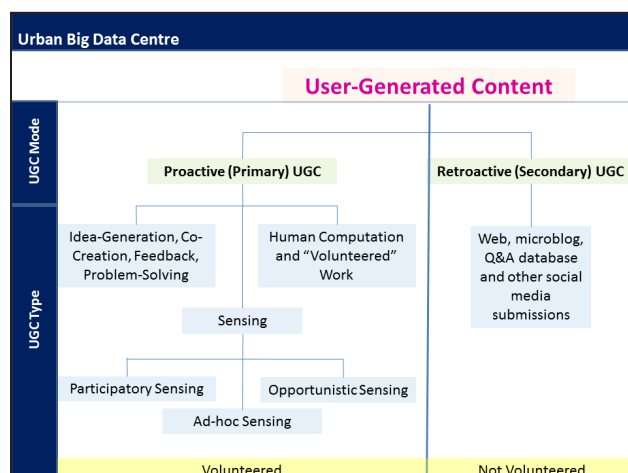 Urban Big Data Centre
User-Generated Content
UGC Mode
Proactive (Primary) UGC
Retroactive (Secondary) UGC
UGC Type
Idea-Generation, Co-
Creation, Feedback,
Problem-Solving
Human Computation
and “Volunteered”
Work
Web, microblog,
Q&A database
and other social
media
submissions
Sensing
Participatory Sensing
Opportunistic Sensing
Ad-hoc Sensing
Volunteered
Not Volunteered